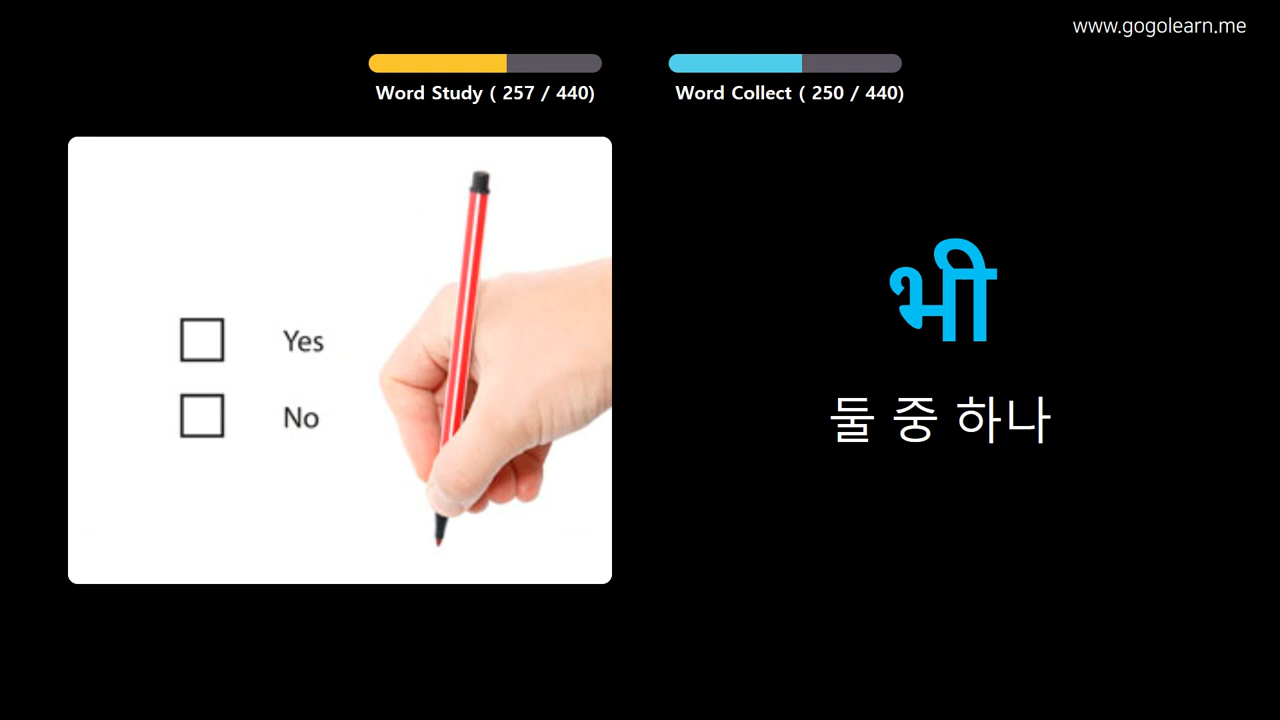 www.gogolearn.me
Word Study ( 257 / 440)
Word Collect ( 250 / 440)
Yes
No
भी
둘 중 하나